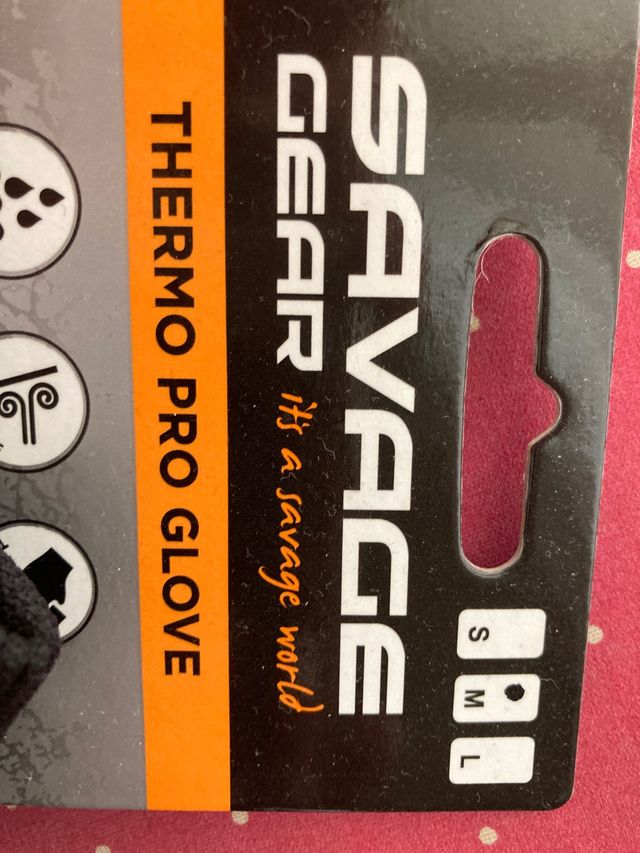 SAVAGE
GEAR it's a savage world
S M L
THERMO PRO GLOVE